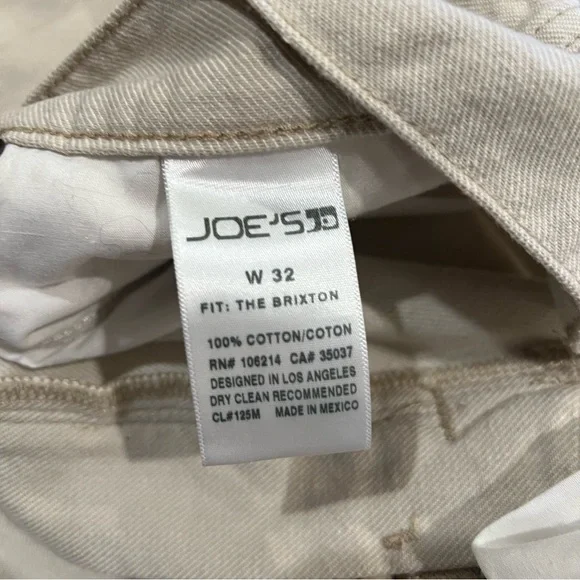 JOE'S
W 32
FIT: THE BRIXTON
100% COTTON/COTON
RN# 106214 CA# 35037
DESIGNED IN LOS ANGELES
DRY CLEAN RECOMMENDED
CL#125M MADE IN MEXICO